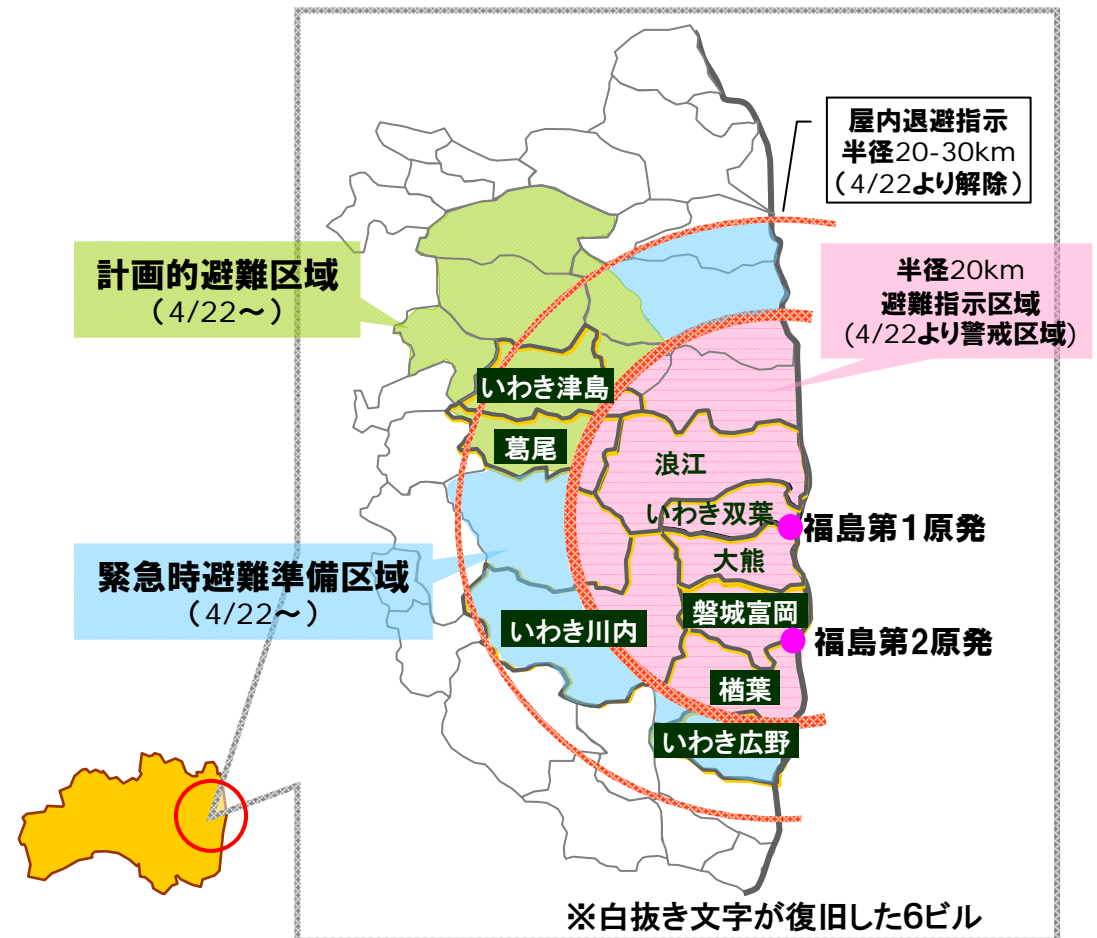 屋内退避指示
半径20-30km
(4/22より解除)
計画的避難区域
(4/22～)
半径20km
避難指示区域
(4/22より警戒区域)
いわき津島
葛尾
浪江
いわき双葉
福島第1原発
大熊
緊急時避難準備区域
(4/22～)
磐城富岡
いわき川内
福島第2原発
楢葉
いわき広野
※白抜き文字が復旧した6ビル